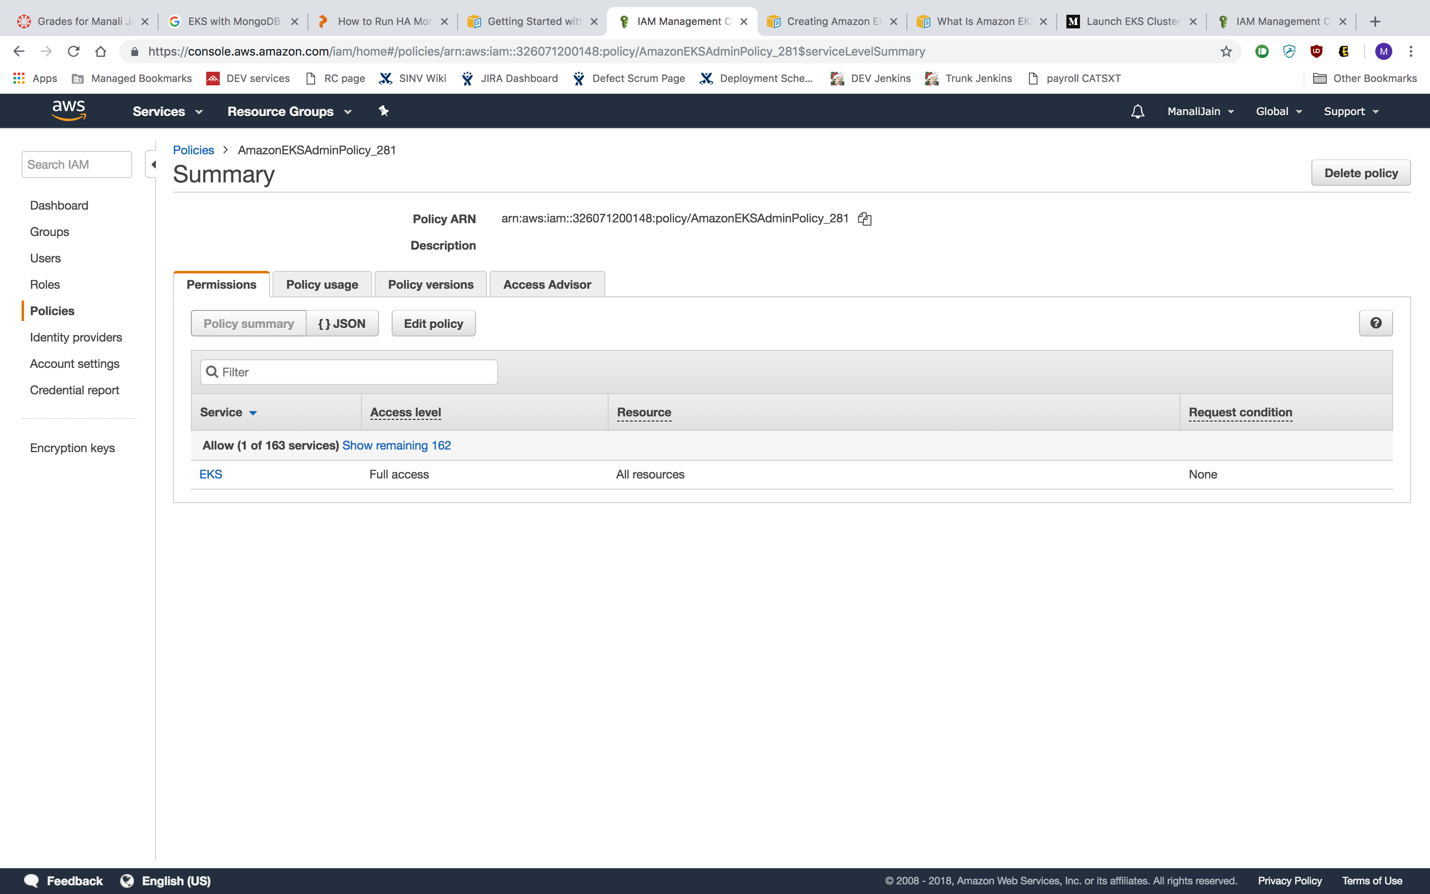 Grades for Manali J
EKS with MongoDB
How to Run HA Mon
Getting Started with
IAM Management C
Creating Amazon E
What Is Amazon EK
Launch EKS Cluster
IAM Management C
https://console.aws.amazon.com/iam/home#/policies/arn:aws:iam::326071200148:policy/AmazonEKSAdminPolicy_281$serviceLevelSummary
M
Apps Managed Bookmarks DEV services RC page SINV Wiki JIRA Dashboard Defect Scrum Page Deployment Sche... DEV Jenkins Trunk Jenkins payroll CATSXT Other Bookmarks
aws Services Resource Groups ManaliJain Global Support
Search IAM
Dashboard
Groups
Users
Roles
Policies
Identity providers
Account settings
Credential report
Encryption keys
Policies > AmazonEKSAdminPolicy_281
Summary
Delete policy
Policy ARN arn:aws:iam::326071200148:policy/AmazonEKSAdminPolicy_281
Description
Permissions Policy usage Policy versions Access Advisor
Policy summary { } JSON Edit policy ?
Filter
Service Access level Resource Request condition
Allow (1 of 163 services) Show remaining 162
EKS Full access All resources None
Feedback English (US) © 2008 - 2018, Amazon Web Services, Inc. or its affiliates. All rights reserved. Privacy Policy Terms of Use